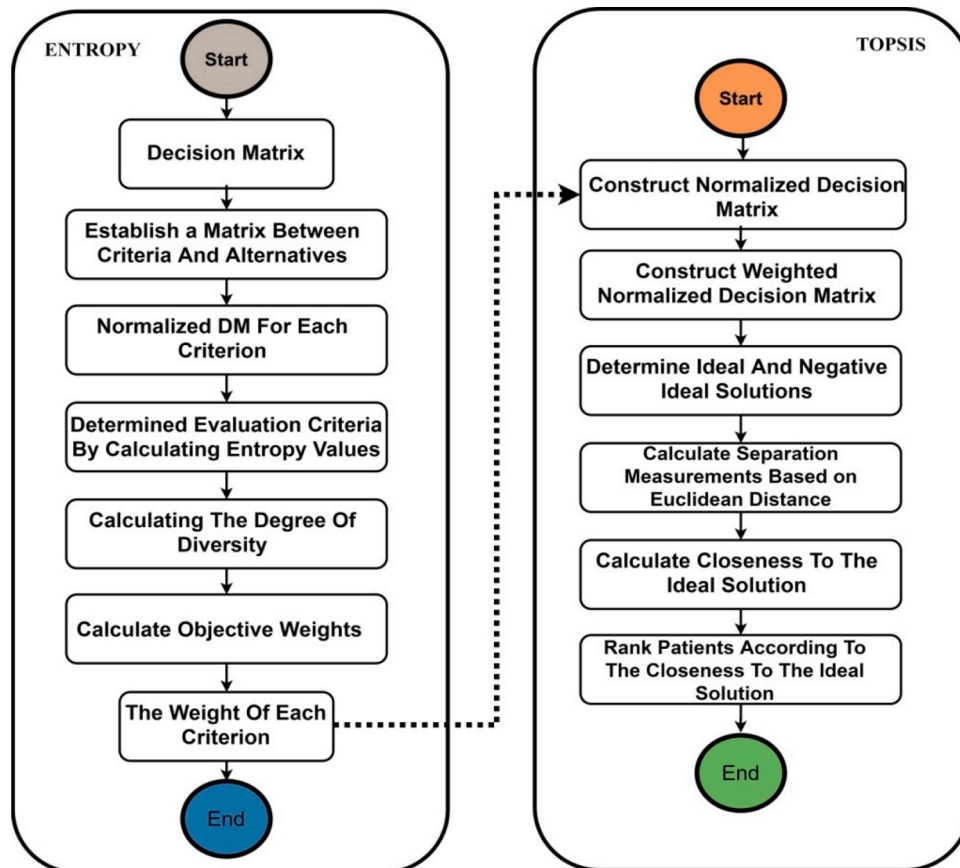 ENTROPY
Start
Decision Matrix
Establish a Matrix Between
Criteria And Alternatives
Normalized DM For Each
Criterion
Determined Evaluation Criteria
By Calculating Entropy Values
Calculating The Degree Of
Diversity
Calculate Objective Weights
The Weight Of Each
Criterion
End
TOPSIS
Start
Construct Normalized Decision
Matrix
Construct Weighted
Normalized Decision Matrix
Determine Ideal And Negative
Ideal Solutions
Calculate Separation
Measurements Based on
Euclidean Distance
Calculate Closeness To The
Ideal Solution
Rank Patients According To
The Closeness To The Ideal
Solution
End